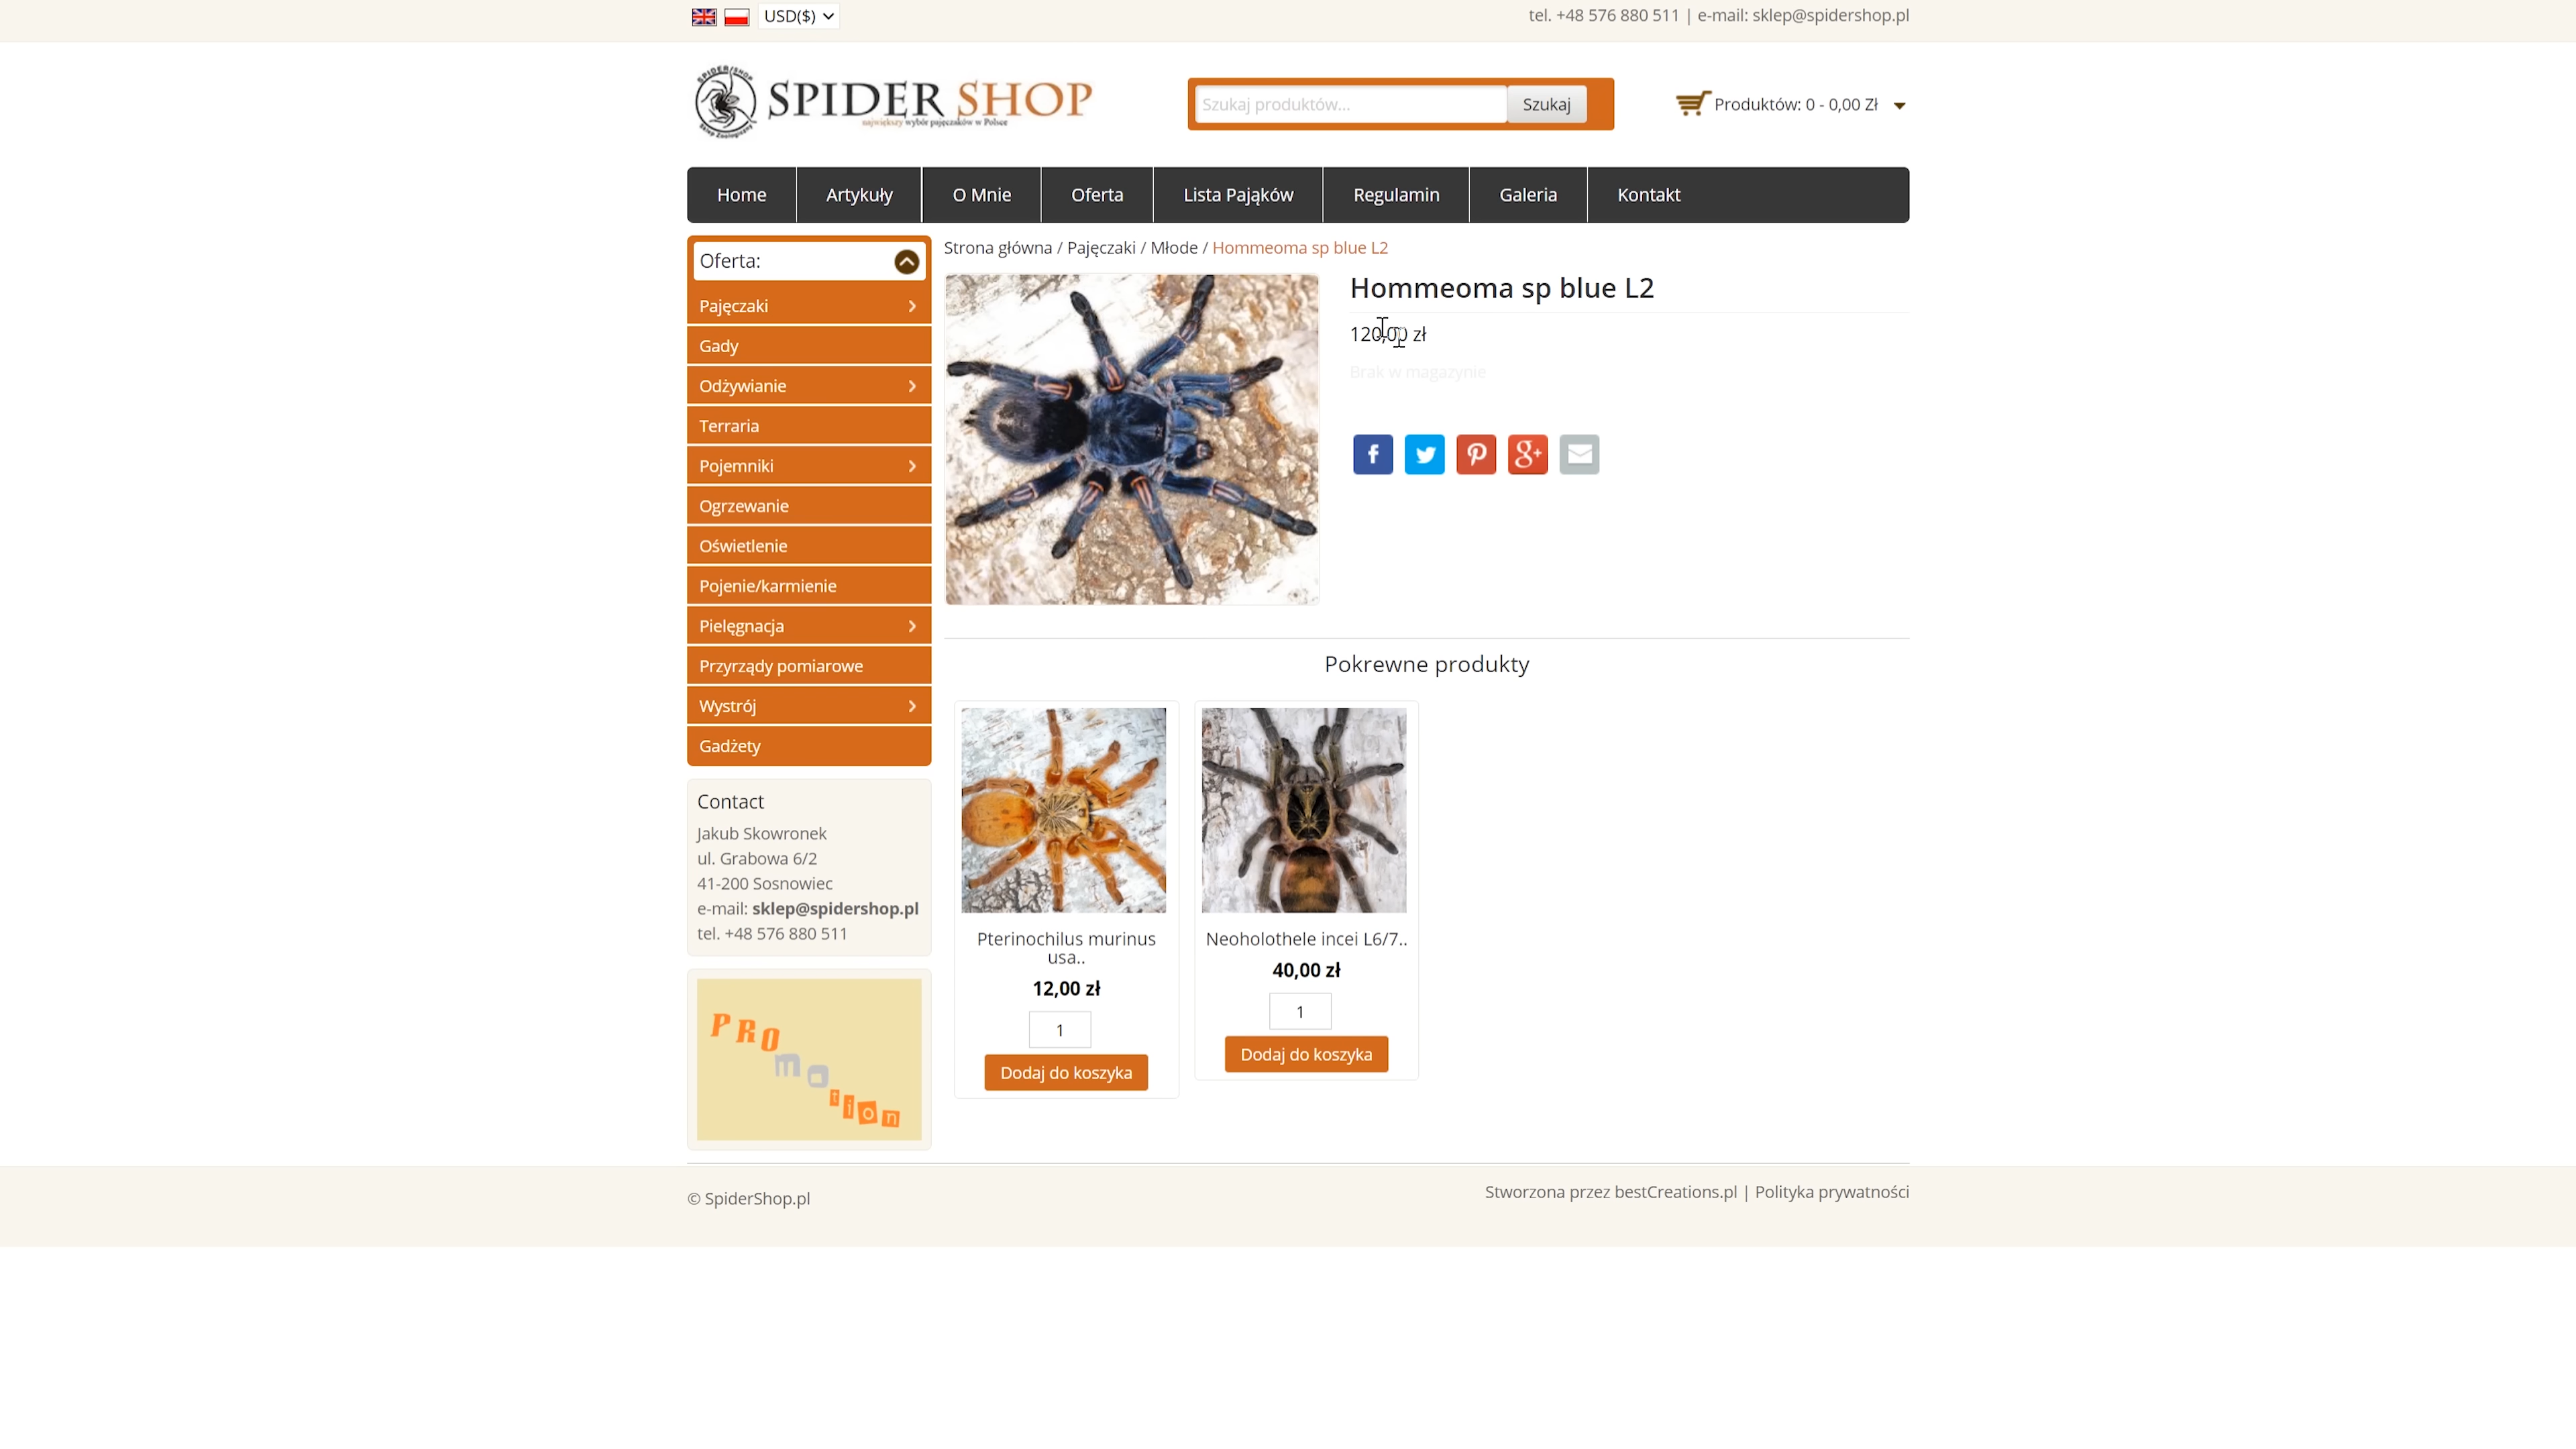 USD($)
tel. +48 576 880 511 | e-mail: sklep@spidershop.pl
SPIDER/SHOP
Sklep Zoologiczny
SPIDER SHOP
największy wybór pajęczaków w Polsce
Szukaj produktów...
Szukaj
Produktów: 0 - 0,00 Zł
Home
Artykuły
O Mnie
Oferta
Lista Pająków
Regulamin
Galeria
Kontakt
Oferta:
Pajęczaki
Gady
Odżywianie
Terraria
Pojemniki
Ogrzewanie
Oświetlenie
Pojenie/karmienie
Pielęgnacja
Przyrządy pomiarowe
Wystrój
Gadżety
Contact
Jakub Skowronek
ul. Grabowa 6/2
41-200 Sosnowiec
e-mail: sklep@spidershop.pl
tel. +48 576 880 511
PROmotion
Strona główna / Pajęczaki / Młode / Hommeoma sp blue L2
Hommeoma sp blue L2
120,00 zł
Brak w magazynie
Pokrewne produkty
Pterinochilus murinus
usa..
12,00 zł
1
Dodaj do koszyka
Neoholothele incei L6/7..
40,00 zł
1
Dodaj do koszyka
© SpiderShop.pl
Stworzona przez bestCreations.pl | Polityka prywatności